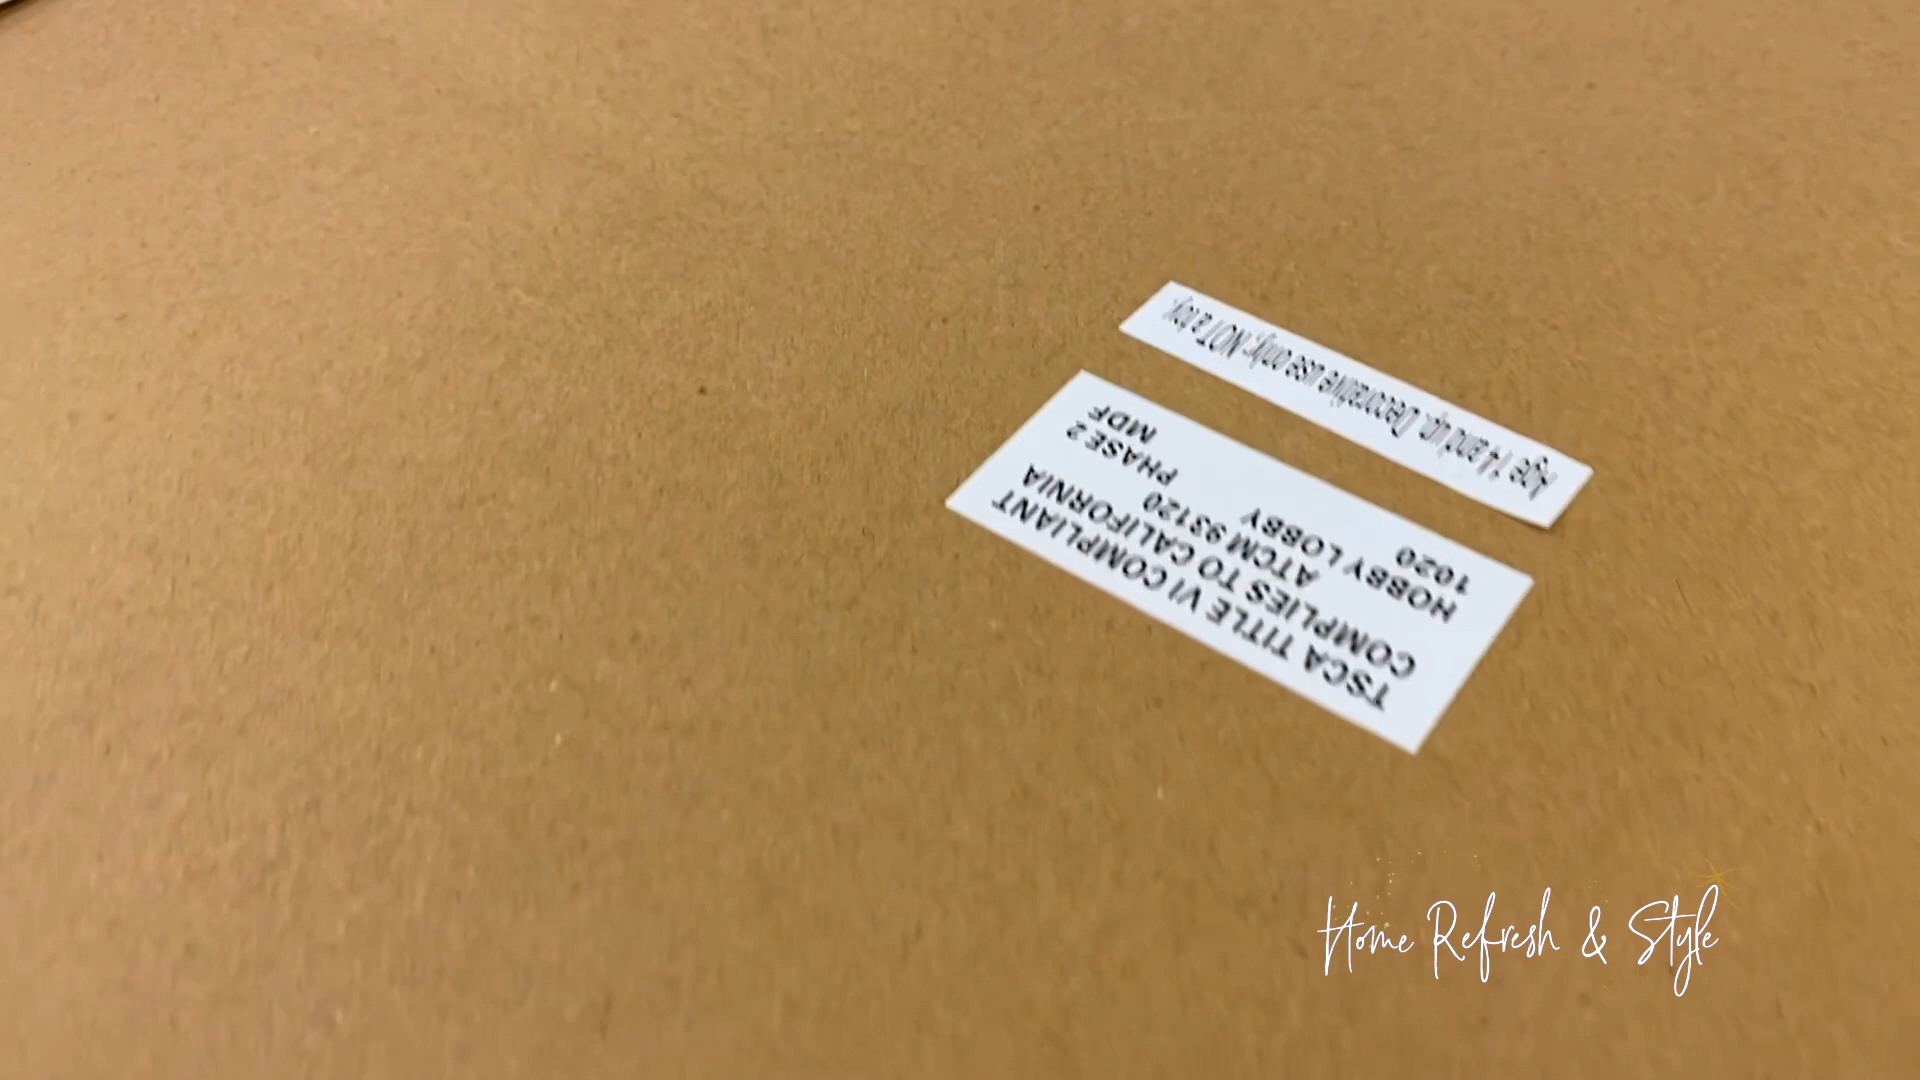 TSCA TITLE VI COMPLIANT
COMPLIES TO CALIFORNIA
ATCM 93120
HOBBY LOBBY PHASE 2
1020 MDF
Age 14 and up. Decorative use only; NOT a toy.
Home Refresh & Style